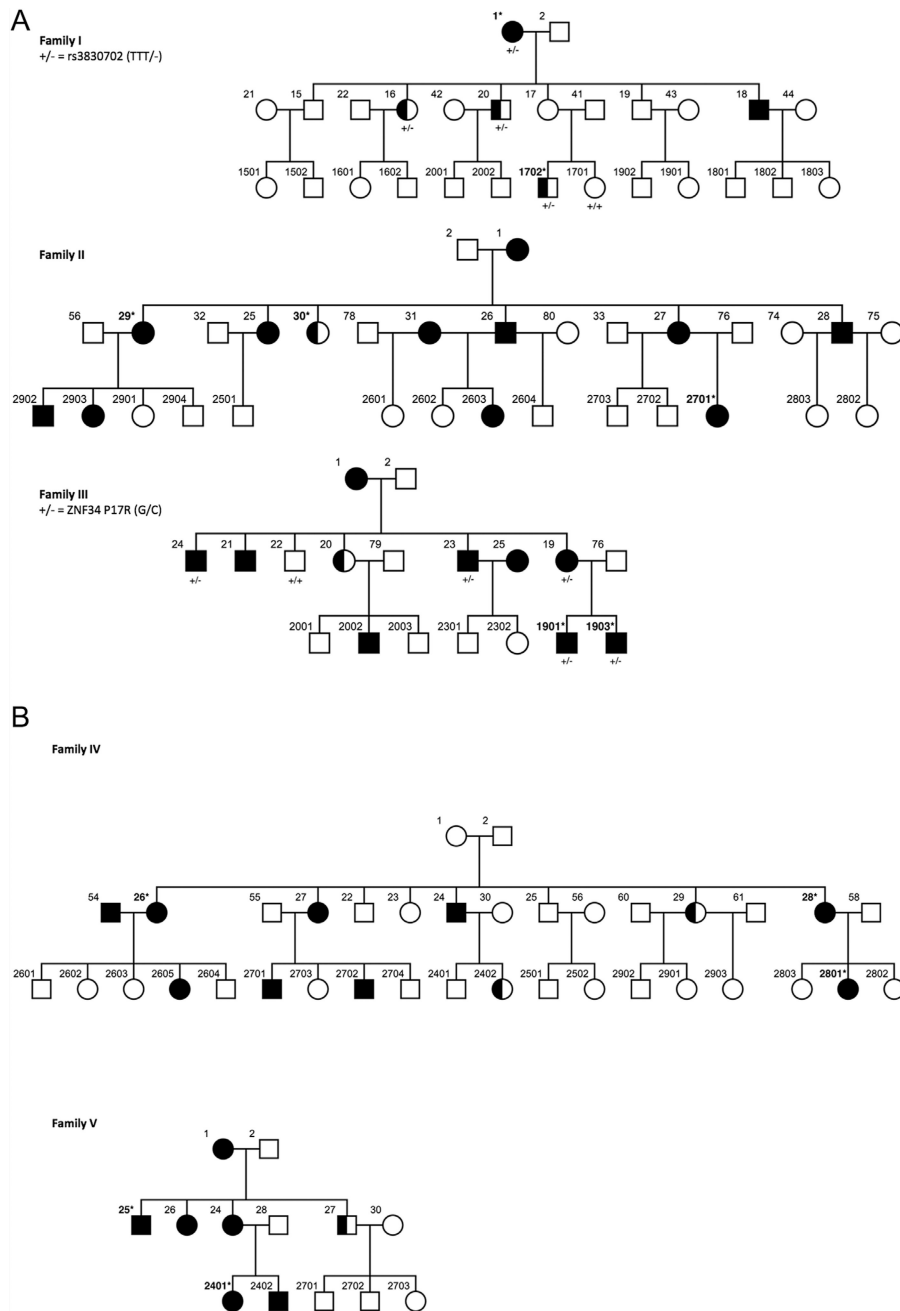 A
Family I
+/- = rs3830702 (TTT/-)
1* 2
+/-
21 15 22 16 42 20 17 41 19 43 18 44
+/- +/-
1501 1502 1601 1602 2001 2002 1702* 1701 1902 1901 1801 1802 1803
+/- +/+
Family II
2 1
56 29* 32 25 30* 78 31 26 80 33 27 76 74 28 75
2902 2903 2901 2904 2501 2601 2602 2603 2604 2703 2702 2701* 2803 2802
Family III
+/- = ZNF34 P17R (G/C)
1 2
24 21 22 20 79 23 25 19 76
+/- +/+ +/- +/-
2001 2002 2003 2301 2302 1901* 1903*
+/- +/-
B
Family IV
1 2
54 26* 55 27 22 23 24 30 25 56 60 29 61 28* 58
2601 2602 2603 2605 2604 2701 2703 2702 2704 2401 2402 2501 2502 2902 2901 2903 2803 2801* 2802
Family V
1 2
25* 26 24 28 27 30
2401* 2402 2701 2702 2703